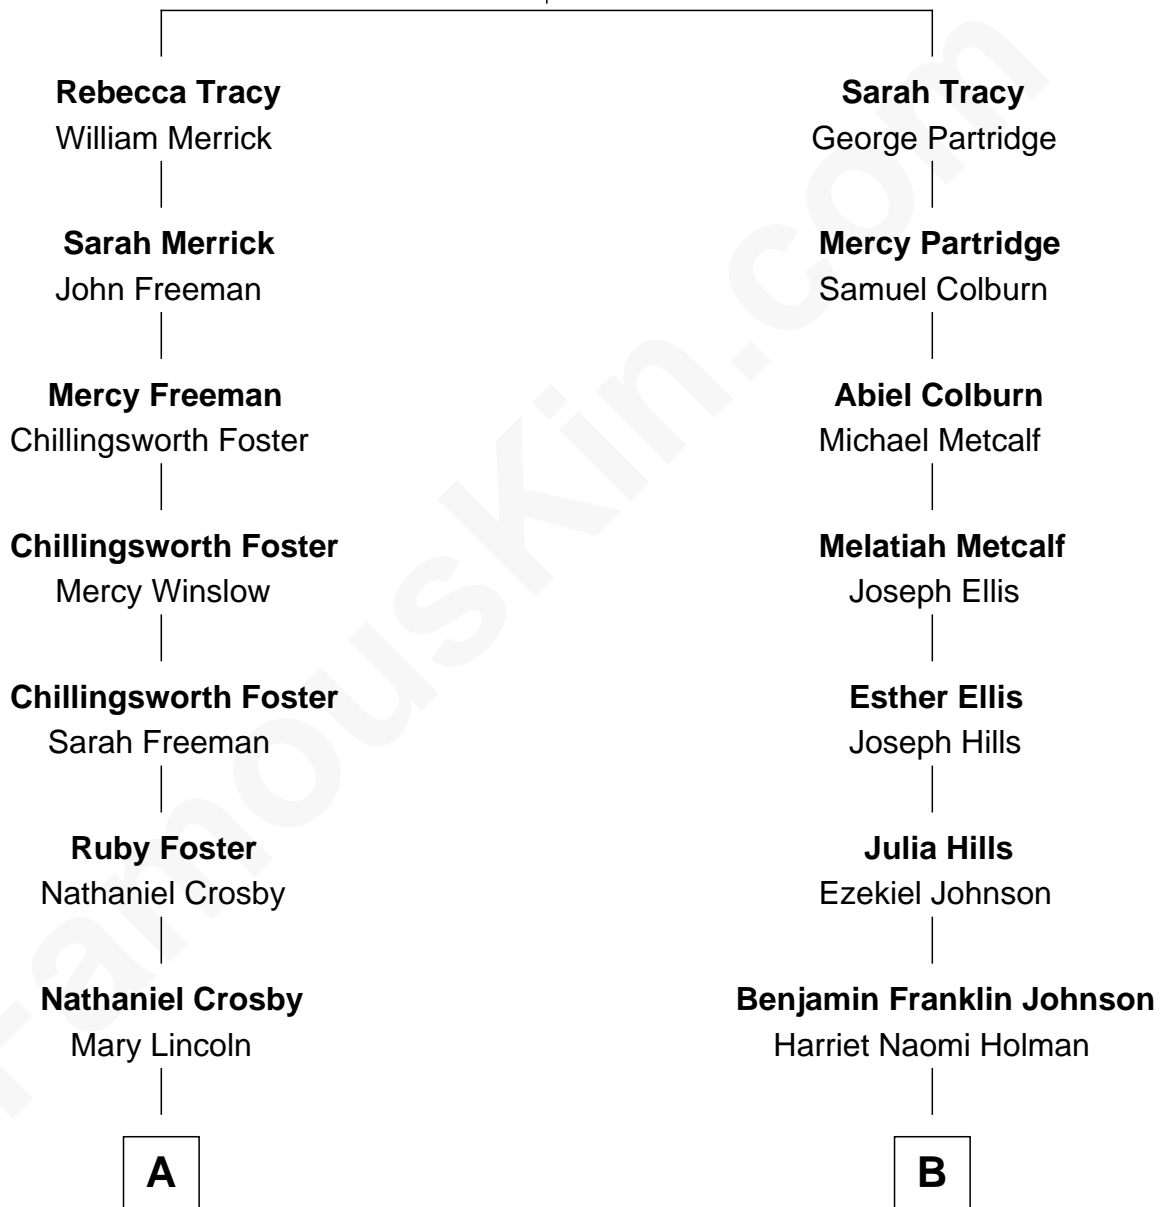 Rebecca Tracy
William Merrick
Sarah Merrick
John Freeman
Mercy Freeman
Chillingsworth Foster
Chillingsworth Foster
Mercy Winslow
Chillingsworth Foster
Sarah Freeman
Ruby Foster
Nathaniel Crosby
Nathaniel Crosby
Mary Lincoln
A
Sarah Tracy
George Partridge
Mercy Partridge
Samuel Colburn
Abiel Colburn
Michael Metcalf
Melatiah Metcalf
Joseph Ellis
Esther Ellis
Joseph Hills
Julia Hills
Ezekiel Johnson
Benjamin Franklin Johnson
Harriet Naomi Holman
B
FamousKin.com